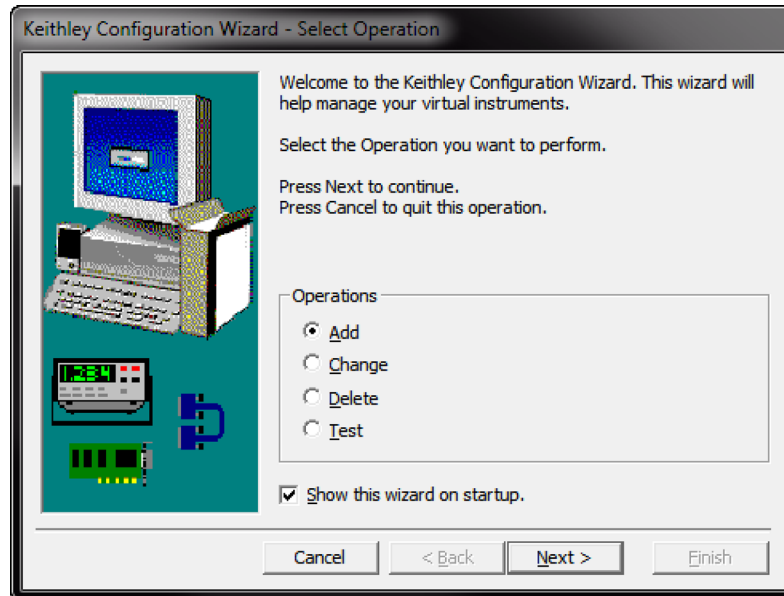 Keithley Configuration Wizard - Select Operation
Welcome to the Keithley Configuration Wizard. This wizard will
help manage your virtual instruments.
Select the Operation you want to perform.
Press Next to continue.
Press Cancel to quit this operation.
Operations
Add
Change
Delete
Test
1.234
Show this wizard on startup.
Cancel
< Back
Next >
Finish